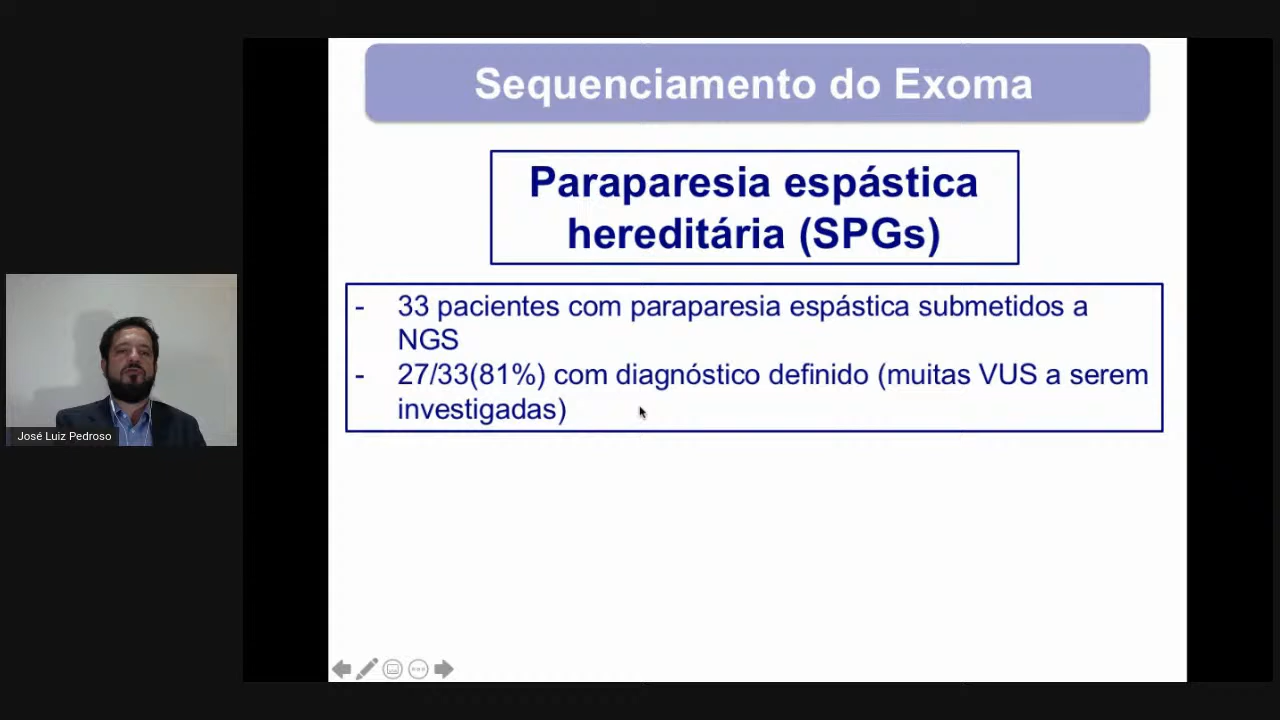 Sequenciamento do Exoma
Paraparesia espástica
hereditária (SPGs)
- 33 pacientes com paraparesia espástica submetidos a
NGS
- 27/33(81%) com diagnóstico definido (muitas VUS a serem
investigadas)
José Luiz Pedroso